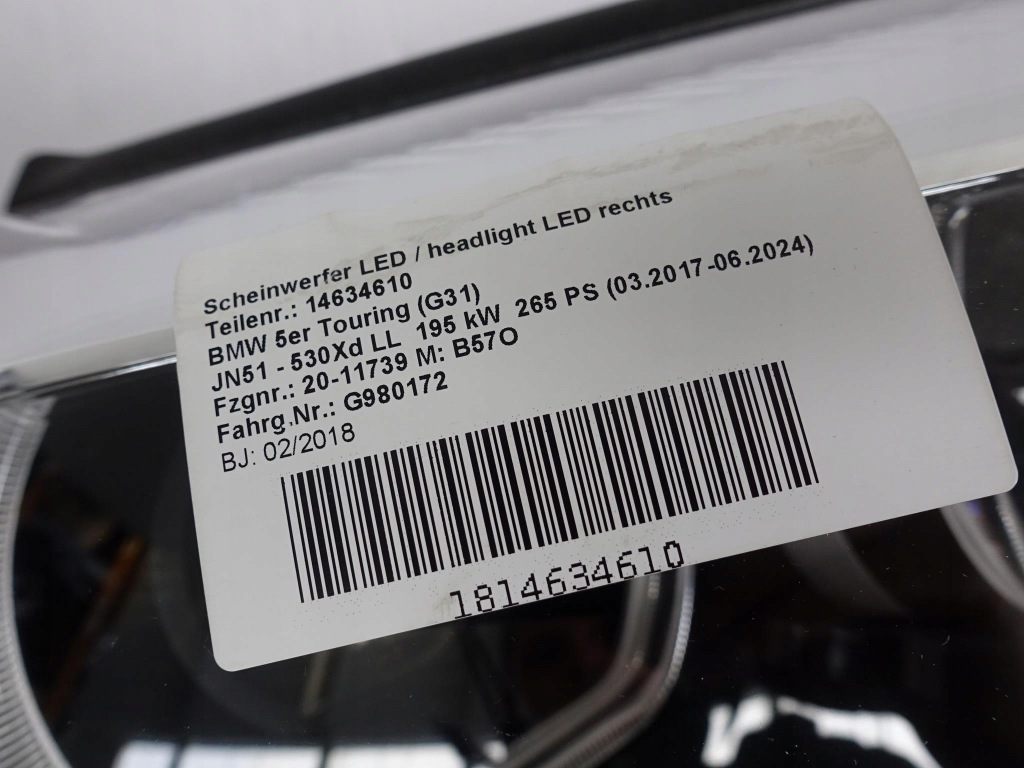 Scheinwerfer LED / headlight LED rechts
Teilenr.: 14634610
BMW 5er Touring (G31)
JN51 - 530Xd LL  195 kW  265 PS (03.2017-06.2024)
Fzgnr.: 20-11739 M: B57O
Fahrg.Nr.: G980172
BJ: 02/2018
1814634610